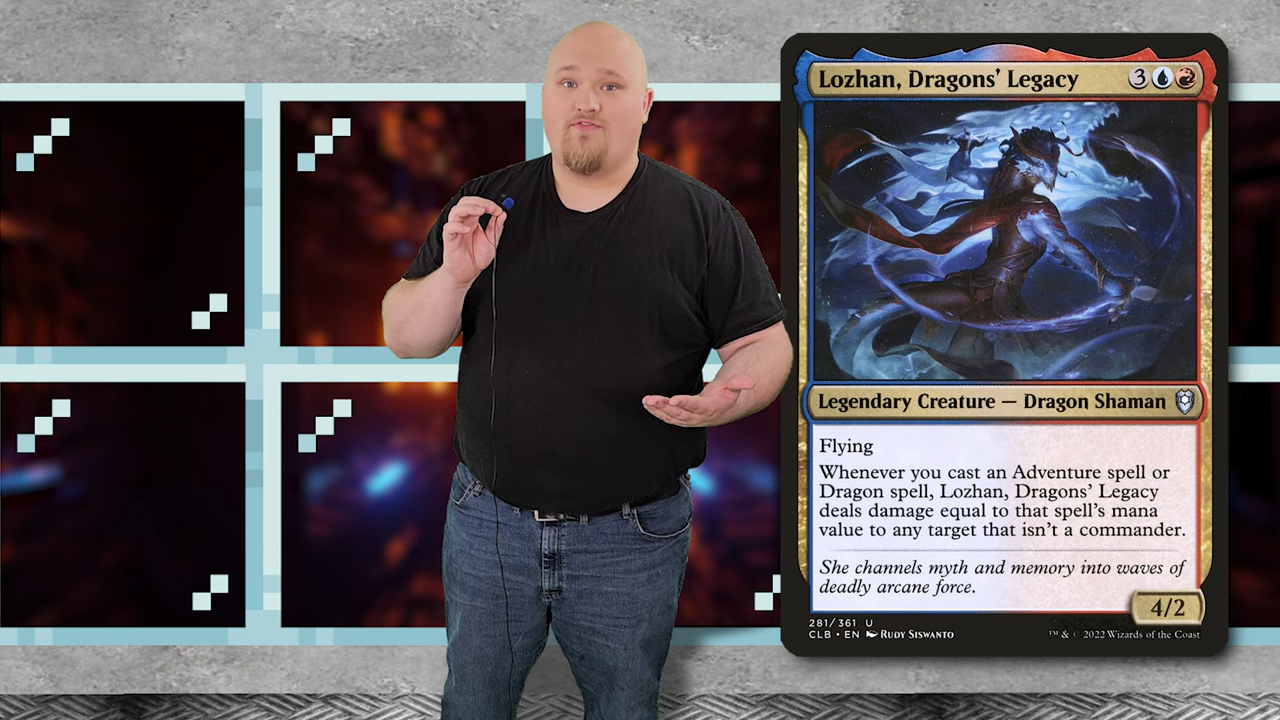 Lozhan, Dragons' Legacy 3
Legendary Creature — Dragon Shaman
Flying
Whenever you cast an Adventure spell or
Dragon spell, Lozhan, Dragons' Legacy
deals damage equal to that spell's mana
value to any target that isn't a commander.
She channels myth and memory into waves of
deadly arcane force.
4/2
281/361 U
CLB • EN Rudy Siswanto
™ & © 2022 Wizards of the Coast